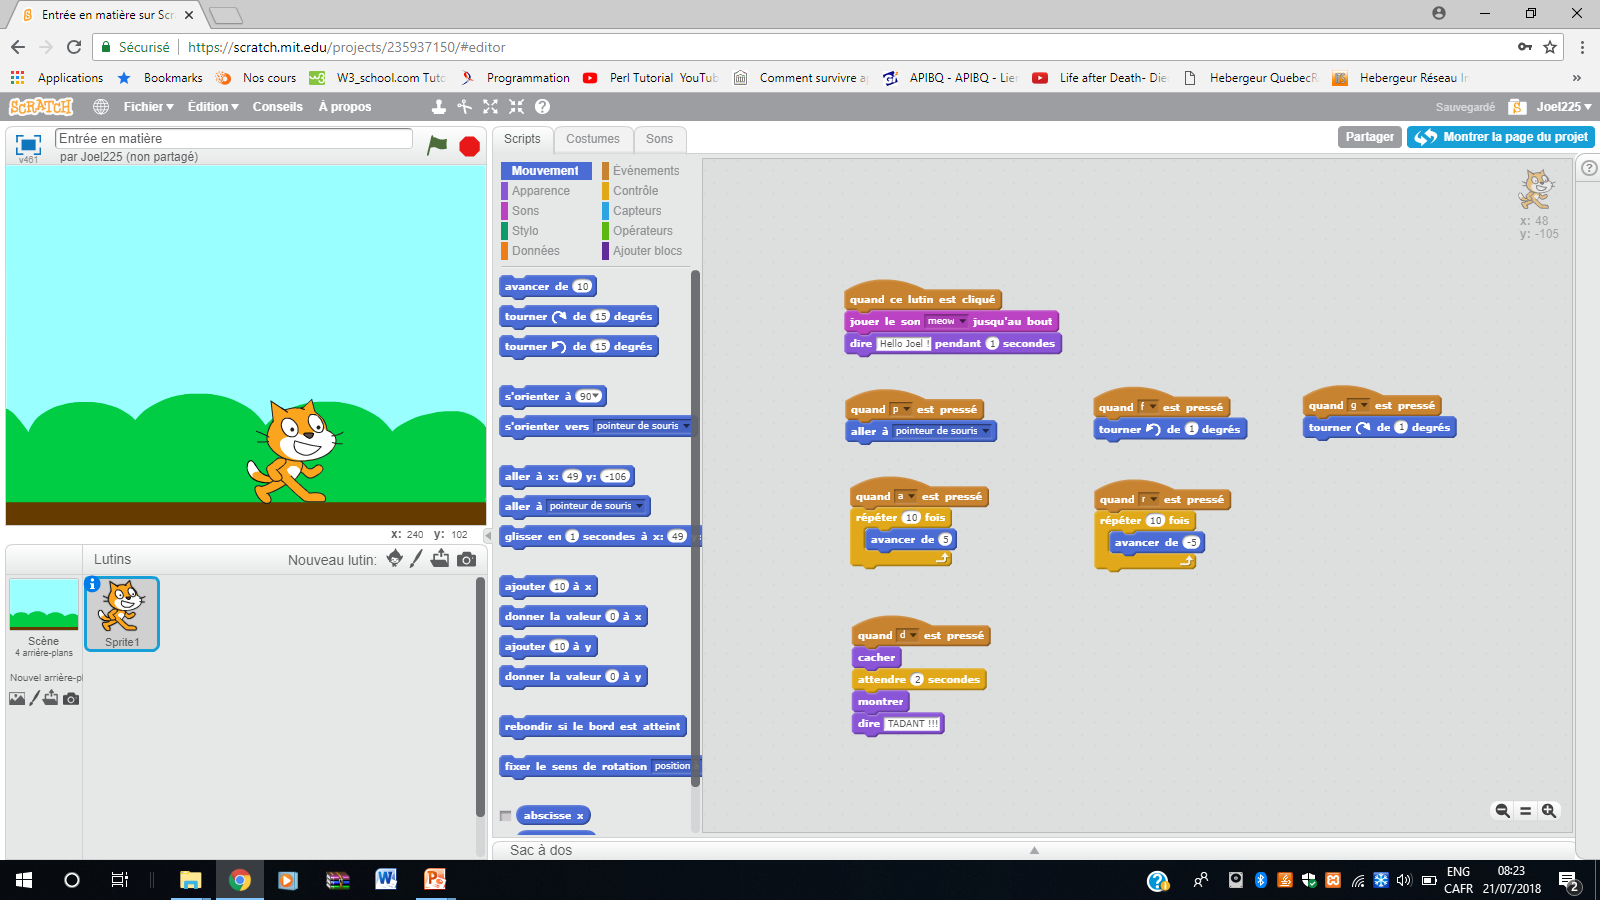 Entrée en matière sur Scr
Sécurisé
https://scratch.mit.edu/projects/235937150/#editor
Applications
Bookmarks
Nos cours
W3_school.com Tuto
Programmation
Perl Tutorial YouTub
Comment survivre a
APIBQ - APIBQ - Lier
Life after Death- Die
Hebergeur QuebecR
Hebergeur Réseau In
»
SCRATCH
Fichier
Édition
Conseils
À propos
Sauvegardé
Joel225
v461
Entrée en matière
par Joel225 (non partagé)
Scripts
Costumes
Sons
Partager
Montrer la page du projet
Mouvement
Évènements
Apparence
Contrôle
Sons
Capteurs
Stylo
Opérateurs
Données
Ajouter blocs
avancer de 10
tourner de 15 degrés
tourner de 15 degrés
s'orienter à 90
s'orienter vers pointeur de souris
aller à x: 49 y: -106
aller à pointeur de souris
glisser en 1 secondes à x: 49
ajouter 10 à x
donner la valeur 0 à x
ajouter 10 à y
donner la valeur 0 à y
rebondir si le bord est atteint
fixer le sens de rotation position
abscisse x
x: 48
y: -105
quand ce lutin est cliqué
jouer le son meow jusqu'au bout
dire Hello Joel ! pendant 1 secondes
quand p est pressé
aller à pointeur de souris
quand f est pressé
tourner de 1 degrés
quand g est pressé
tourner de 1 degrés
quand a est pressé
répéter 10 fois
avancer de 5
quand r est pressé
répéter 10 fois
avancer de -5
quand d est pressé
cacher
attendre 2 secondes
montrer
dire TADANT !!!
x: 240 y: 102
Lutins
Nouveau lutin:
Scène
4 arrière-plans
Nouvel arrière-pl
Sprite1
Sac à dos
ENG
CAFR
08:23
21/07/2018
2